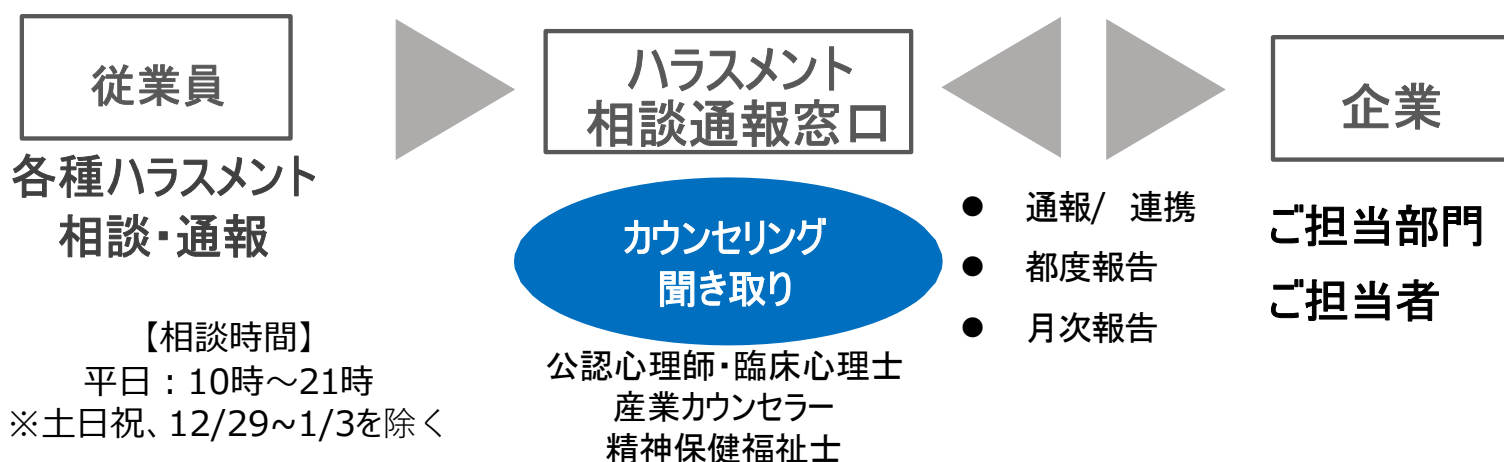 従業員
各種ハラスメント
相談・通報
【相談時間】
平日：10時～21時
※土日祝、12/29~1/3を除く
ハラスメント
相談通報窓口
カウンセリング
聞き取り
公認心理師・臨床心理士
産業カウンセラー
精神保健福祉士
● 通報/ 連携
● 都度報告
● 月次報告
企業
ご担当部門
ご担当者